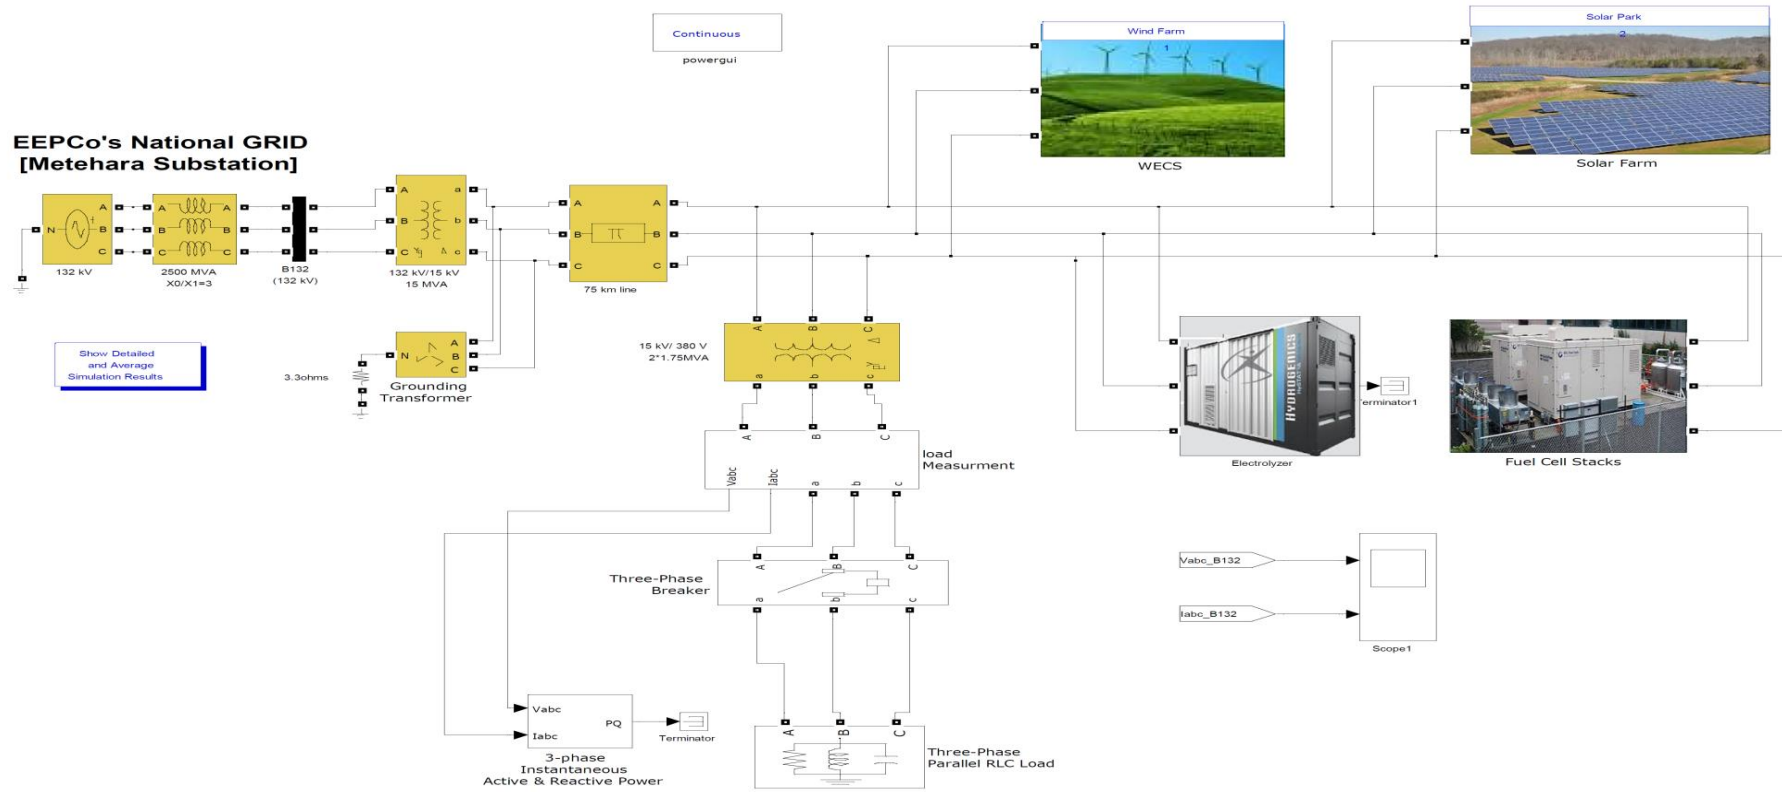 Continuous
powergui
Wind Farm
1
WECS
Solar Park
2
Solar Farm
EEPCo's National GRID
[Metehara Substation]
N
A
B
C
132 kV
A
B
C
A
B
C
2500 MVA
X0/X1=3
B132
(132 kV)
A
B
C
a
b
c
Yg
Δ
132 kV/15 kV
15 MVA
A
B
C
π
A
B
C
75 km line
Show Detailed
and Average
Simulation Results
3.3ohms
N
A
B
C
Grounding
Transformer
15 kV/ 380 V
2*1.75MVA
A
B
C
Δ
a
b
c
A
B
C
Vabc
Iabc
a
b
c
load
Measurment
Three-Phase
Breaker
A
B
C
a
b
c
HYDROGENICS
Electrolyzer
erminator1
Fuel Cell Stacks
Vabc_B132
Iabc_B132
Scope1
Vabc
Iabc
PQ
Terminator
3-phase
Instantaneous
Active & Reactive Power
A
B
C
Three-Phase
Parallel RLC Load